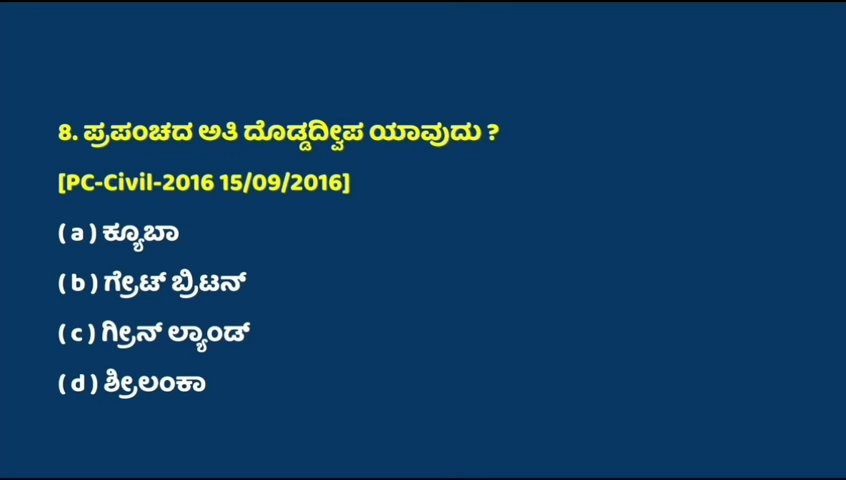 8. ಪ್ರಪಂಚದ ಅತಿ ದೊಡ್ಡದ್ವೀಪ ಯಾವುದು ?
[PC-Civil-2016 15/09/2016]
( a ) ಕ್ಯೂಬಾ
( b ) ಗ್ರೇಟ್ ಬ್ರಿಟನ್
( c ) ಗ್ರೀನ್ ಲ್ಯಾಂಡ್
( d ) ಶ್ರೀಲಂಕಾ